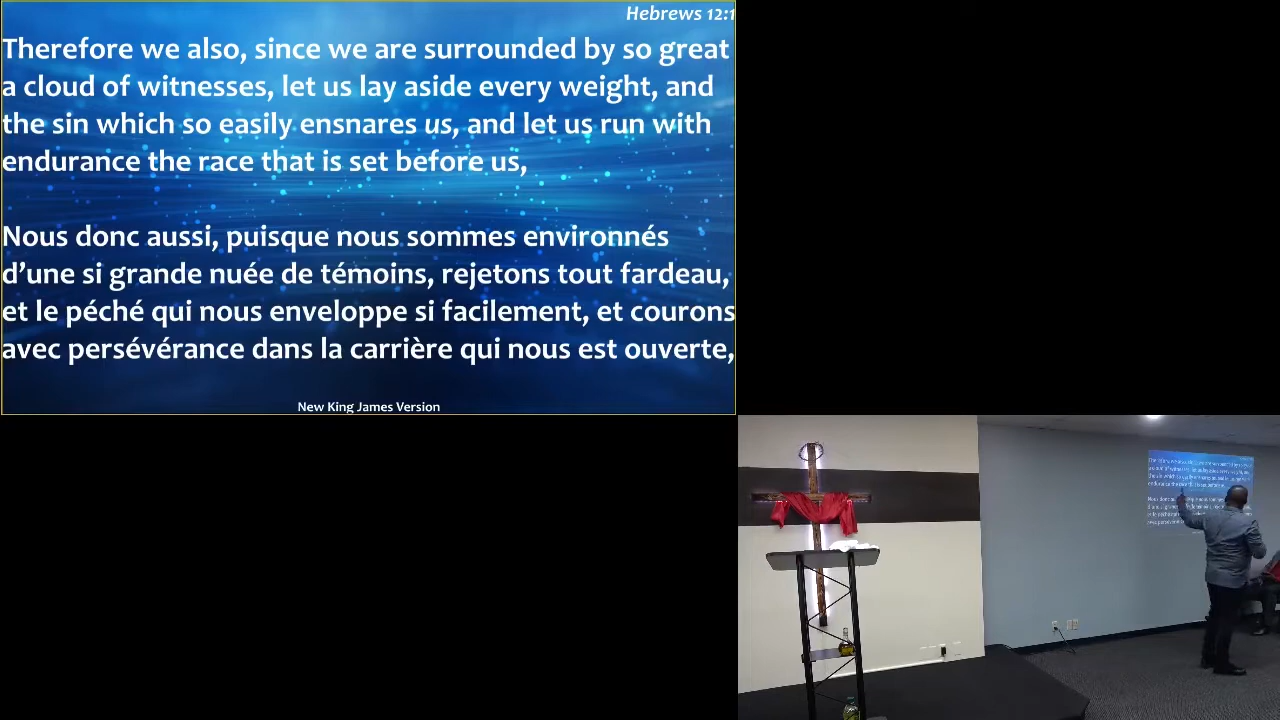 Hebrews 12:1
Therefore we also, since we are surrounded by so great
a cloud of witnesses, let us lay aside every weight, and
the sin which so easily ensnares us, and let us run with
endurance the race that is set before us,
Nous donc aussi, puisque nous sommes environnés
d’une si grande nuée de témoins, rejetons tout fardeau,
et le péché qui nous enveloppe si facilement, et courons
avec persévérance dans la carrière qui nous est ouverte,
New King James Version